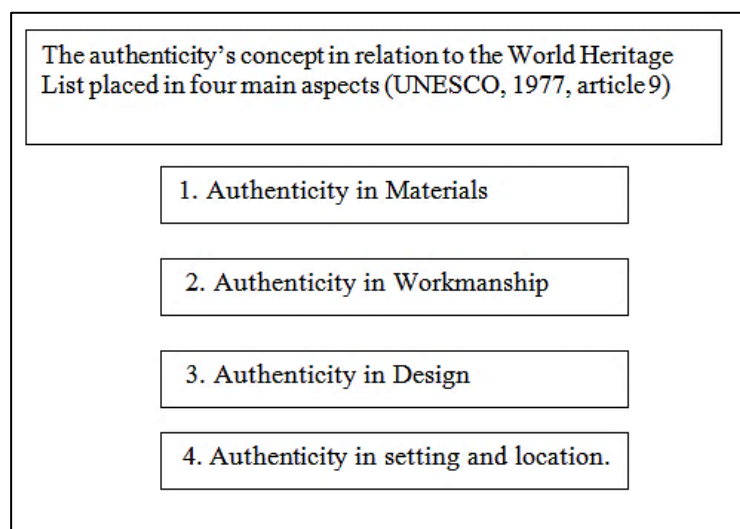 The authenticity's concept in relation to the World Heritage
List placed in four main aspects (UNESCO, 1977, article 9)
1. Authenticity in Materials
2. Authenticity in Workmanship
3. Authenticity in Design
4. Authenticity in setting and location.